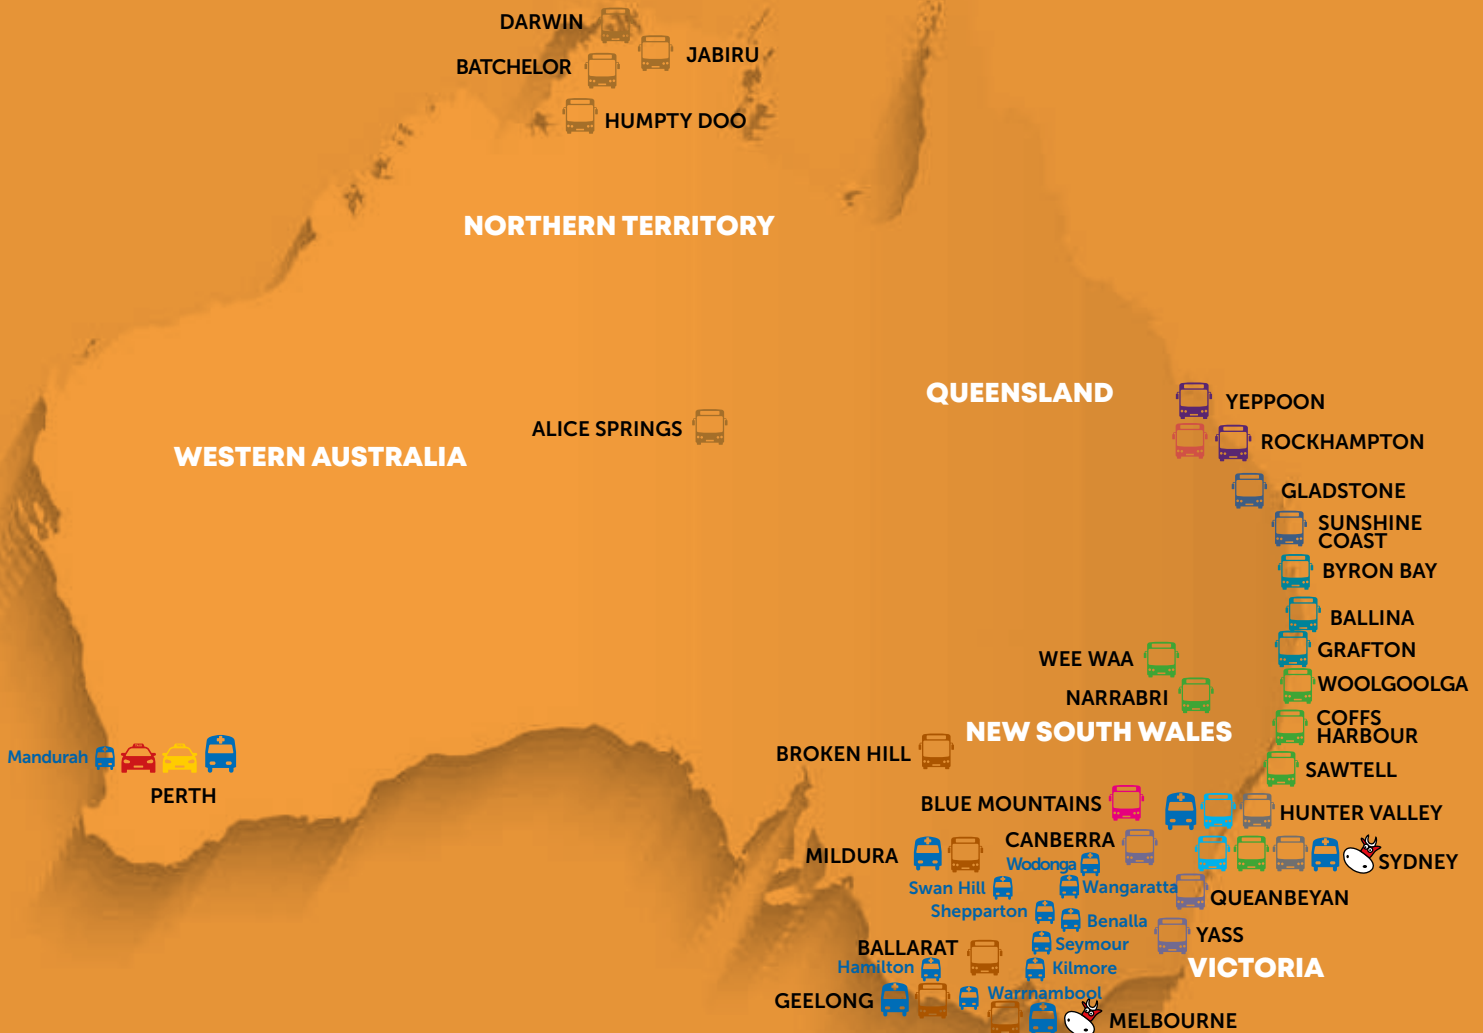 DARWIN
JABIRU
BATCHELOR
HUMPTY DOO
NORTHERN TERRITORY
QUEENSLAND
YEPPOON
ALICE SPRINGS
ROCKHAMPTON
WESTERN AUSTRALIA
GLADSTONE
SUNSHINE
COAST
BYRON BAY
BALLINA
GRAFTON
WEE WAA
WOOLGOOLGA
NARRABRI
COFFS
HARBOUR
NEW SOUTH WALES
BROKEN HILL
Mandurah
SAWTELL
PERTH
BLUE MOUNTAINS
HUNTER VALLEY
CANBERRA
MILDURA
Wodonga
SYDNEY
Swan Hill
Wangaratta
QUEANBEYAN
Shepparton
Benalla
YASS
BALLARAT
Seymour
Hamilton
Kilmore
VICTORIA
GEELONG
Warrnambool
MELBOURNE